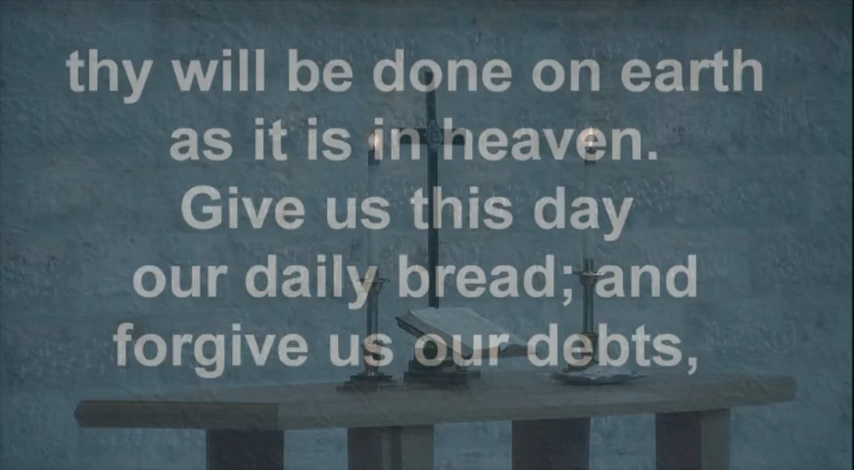 thy will be done on earth
as it is in heaven.
Give us this day
our daily bread; and
forgive us our debts,